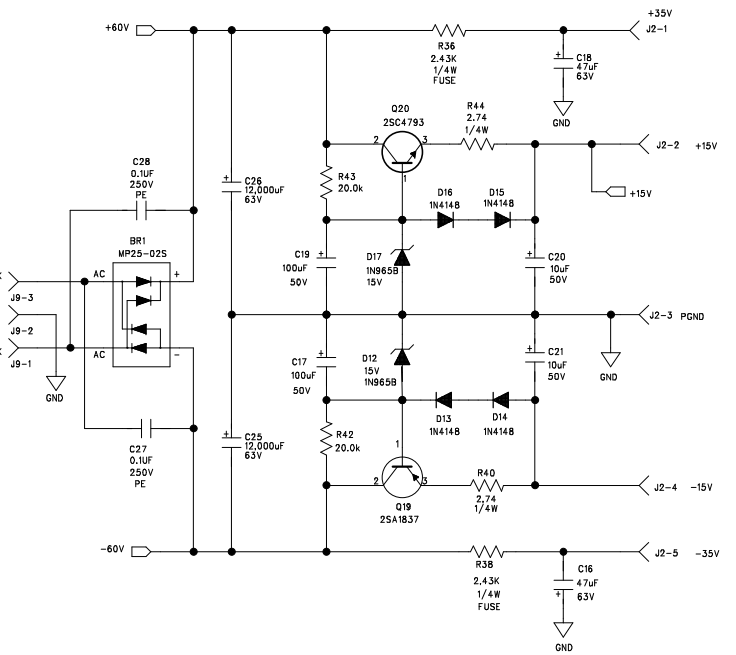 +35V
+60V
J2-1
R36
2.43K
1/4W
FUSE
C18
47uF
63V
GND
Q20
2SC4793
R44
2.74
1/4W
2
3
1
J2-2 +15V
+15V
C28
0.1UF
250V
PE
C26
12,000uF
63V
R43
20.0k
D16
1N4148
D15
1N4148
BR1
MP25-02S
AC
+
J9-3
C19
100uF
50V
D17
1N965B
15V
C20
10uF
50V
J9-2
J2-3 PGND
J9-1
AC
-
GND
C17
100uF
50V
D12
15V
1N965B
C21
10uF
50V
GND
D13
1N4148
D14
1N4148
C27
0.1UF
250V
PE
C25
12,000uF
63V
R42
20.0k
1
2
3
Q19
2SA1837
R40
2.74
1/4W
J2-4 -15V
-60V
J2-5 -35V
R38
2.43K
1/4W
FUSE
C16
47uF
63V
GND